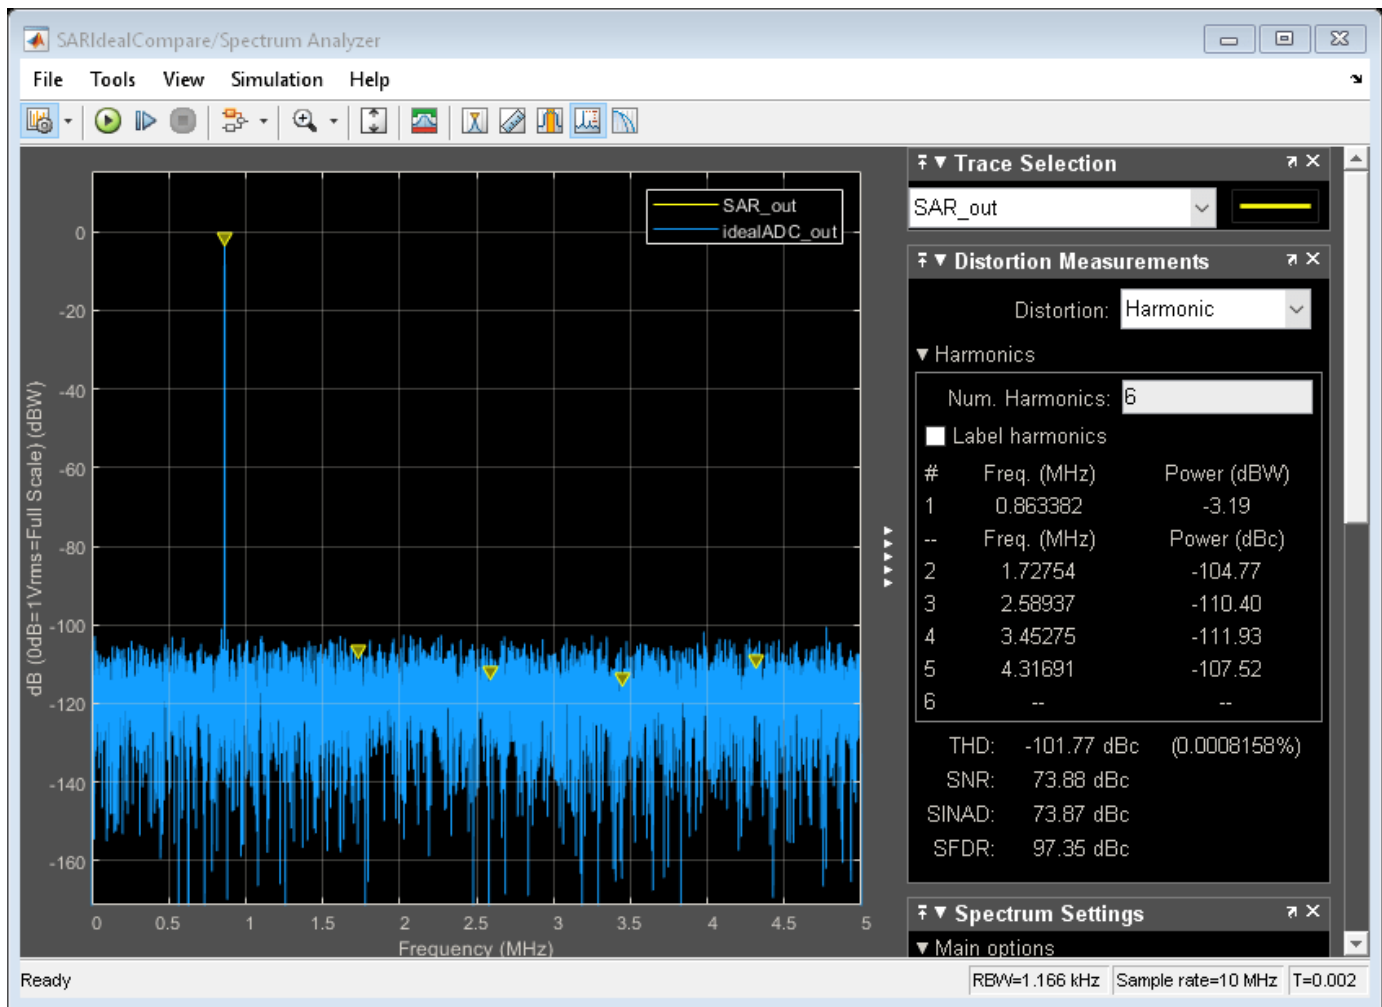 SARIdealCompare/Spectrum Analyzer
File Tools View Simulation Help
SAR_out
idealADC_out
0
-20
-40
-60
-80
-100
-120
-140
-160
dB (0dB=1Vrms=Full Scale) (dBW)
0 0.5 1 1.5 2 2.5 3 3.5 4 4.5 5
Frequency (MHz)
Trace Selection
SAR_out
Distortion Measurements
Distortion: Harmonic
Harmonics
Num. Harmonics: 6
Label harmonics
# Freq. (MHz) Power (dBW)
1 0.863382 -3.19
-- Freq. (MHz) Power (dBc)
2 1.72754 -104.77
3 2.58937 -110.40
4 3.45275 -111.93
5 4.31691 -107.52
6 -- --
THD: -101.77 dBc (0.0008158%)
SNR: 73.88 dBc
SINAD: 73.87 dBc
SFDR: 97.35 dBc
Spectrum Settings
Main options
Ready
RBW=1.166 kHz Sample rate=10 MHz T=0.002